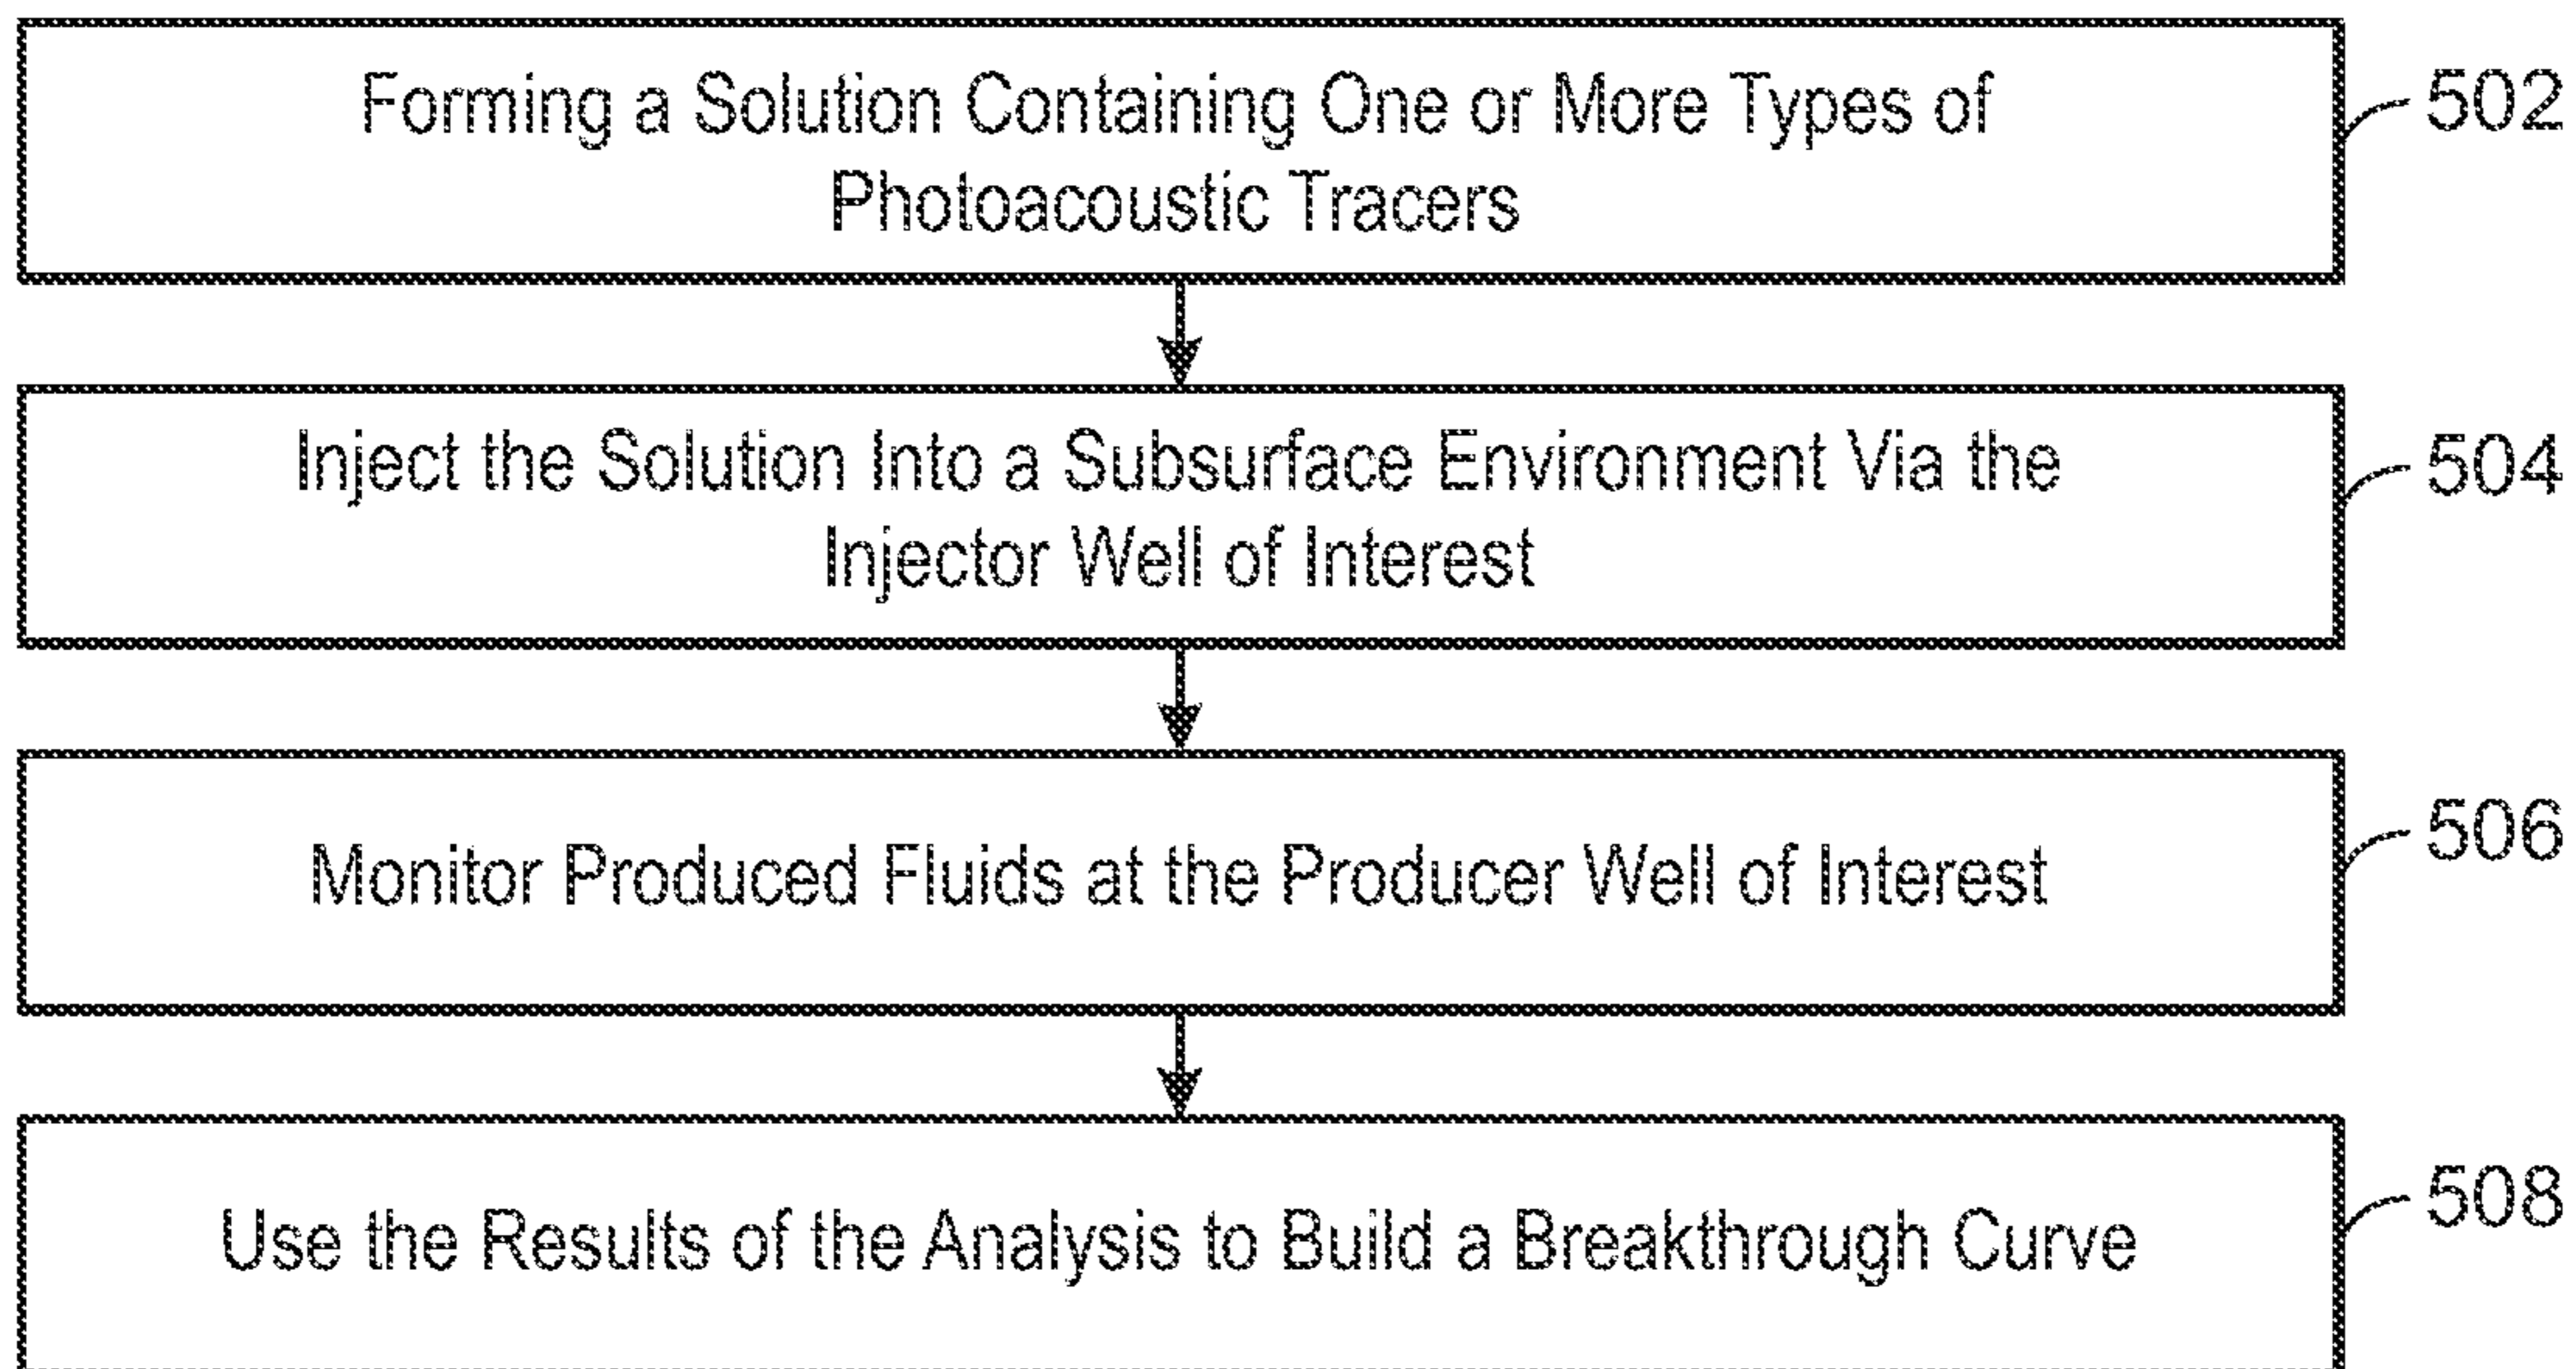 Forming a Solution Containing One or More Types of
Photoacoustic Tracers
502
Inject the Solution Into a Subsurface Environment Via the
Injector Well of Interest
504
Monitor Produced Fluids at the Producer Well of Interest
506
Use the Results of the Analysis to Build a Breakthrough Curve
508